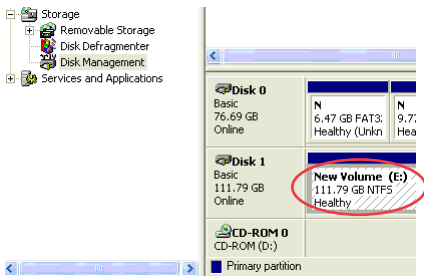 Storage
Removable Storage
Disk Defragmenter
Disk Management
Services and Applications
Disk 0
Basic
76.69 GB
Online
N
6.47 GB FAT3
Healthy (Unkn
N
9.7
Hea
Disk 1
Basic
111.79 GB
Online
New Volume (E:)
111.79 GB NTFS
Healthy
CD-ROM 0
CD-ROM (D:)
Primary partition